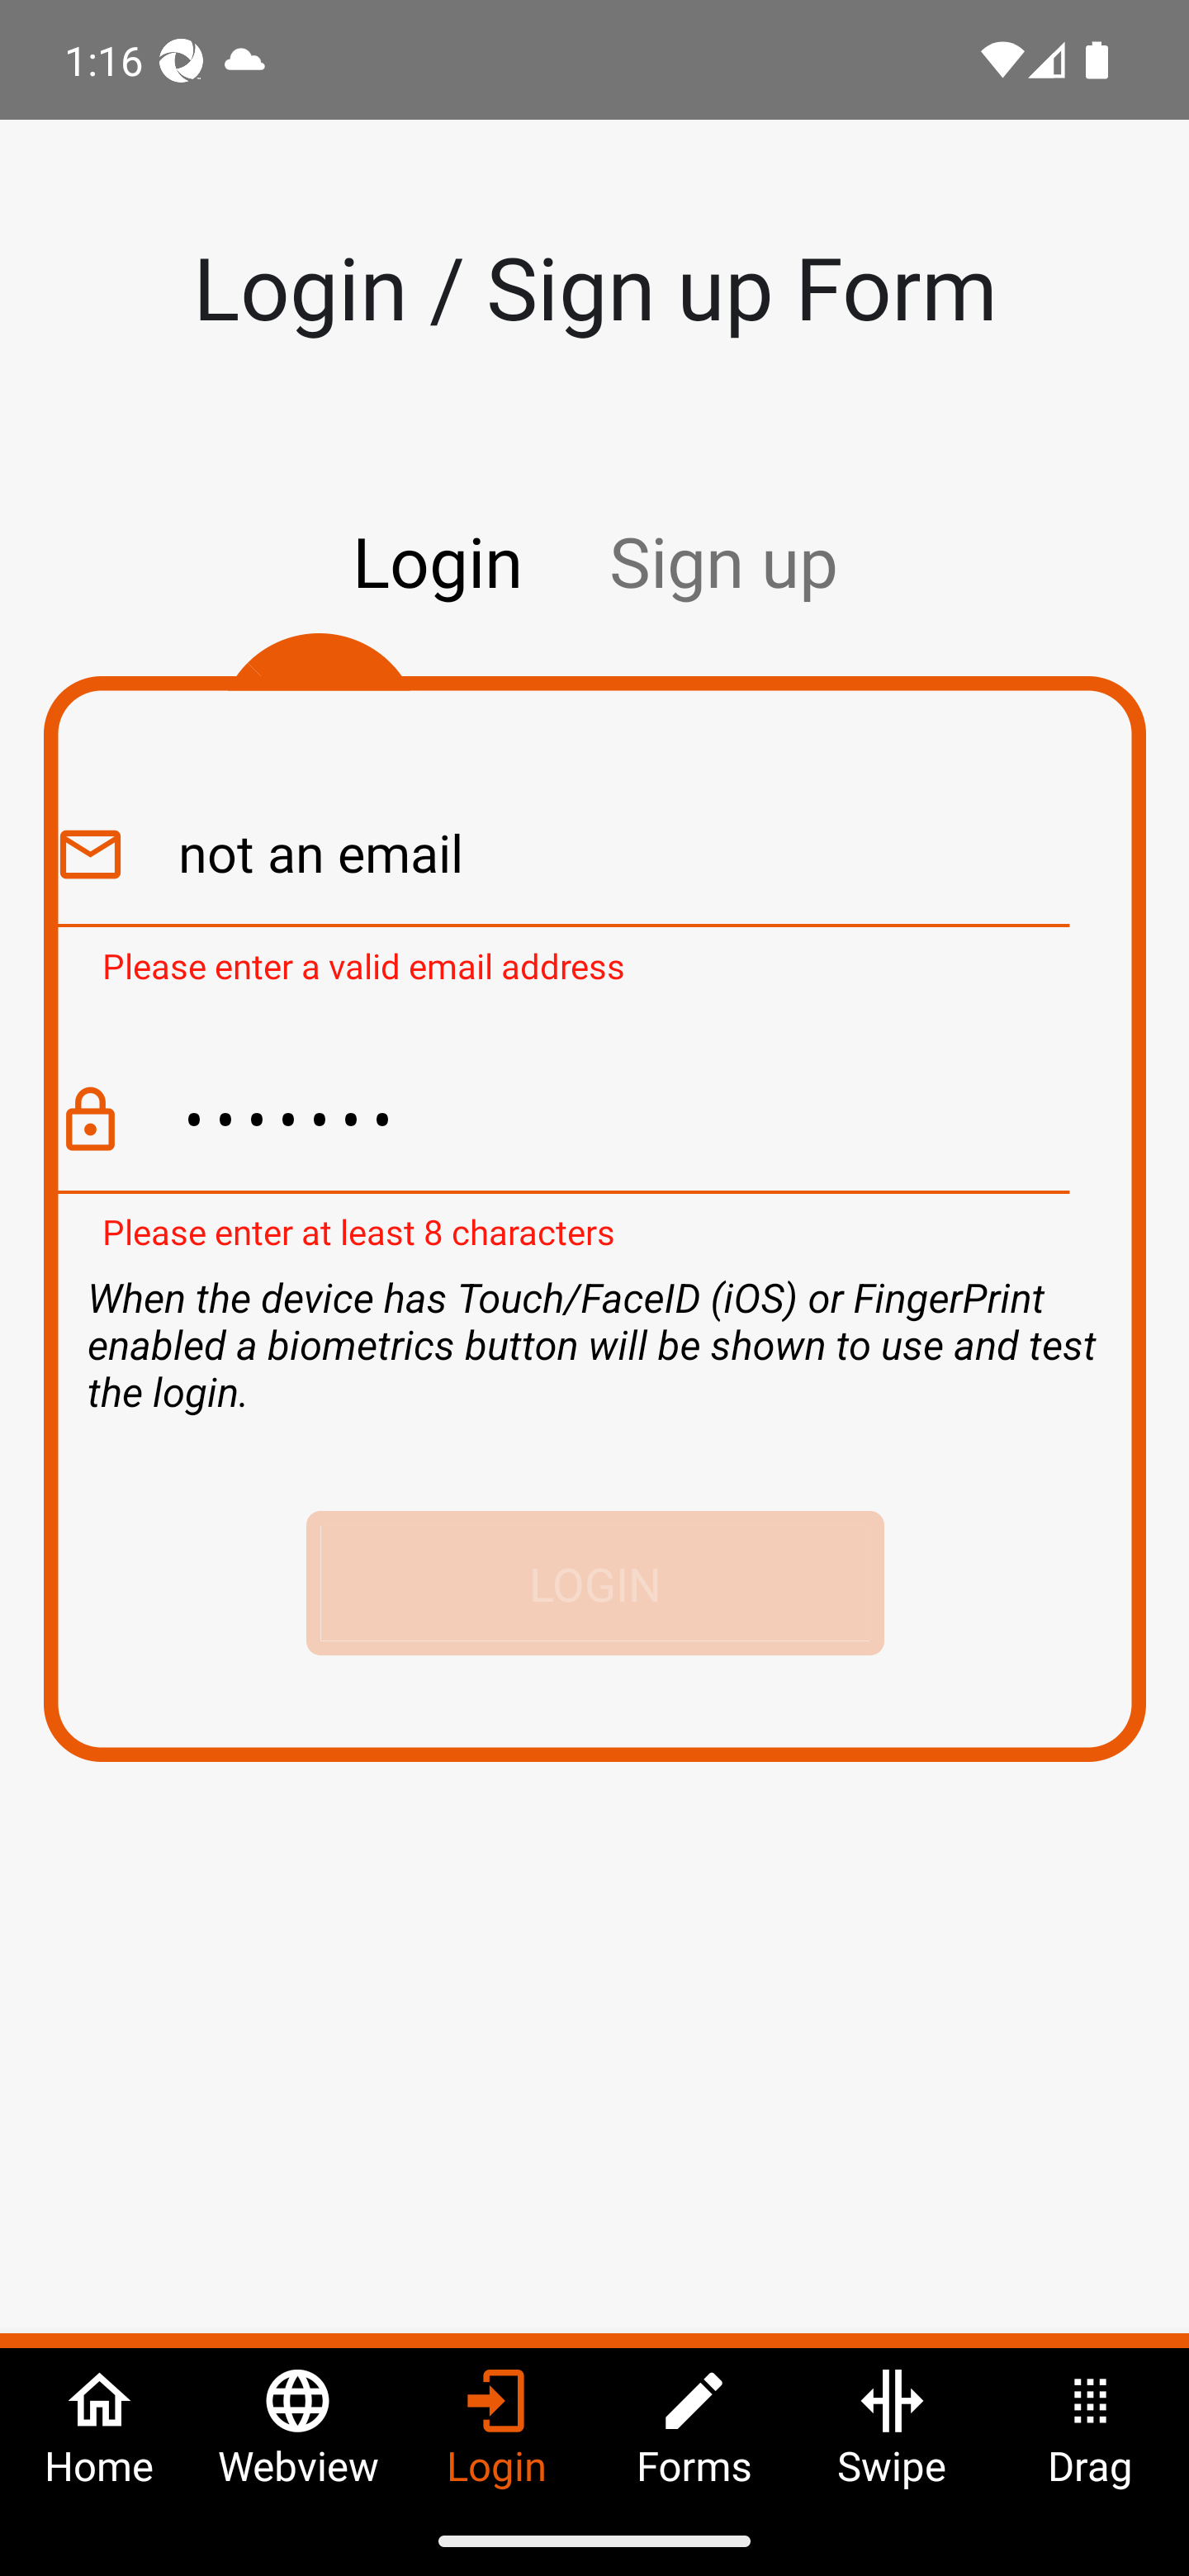 1:16
Login / Sign up Form
Login Sign up
not an email
Please enter a valid email address
•••••••
Please enter at least 8 characters
When the device has Touch/FaceID (iOS) or FingerPrint
enabled a biometrics button will be shown to use and test
the login.
LOGIN
Home Webview Login Forms Swipe Drag